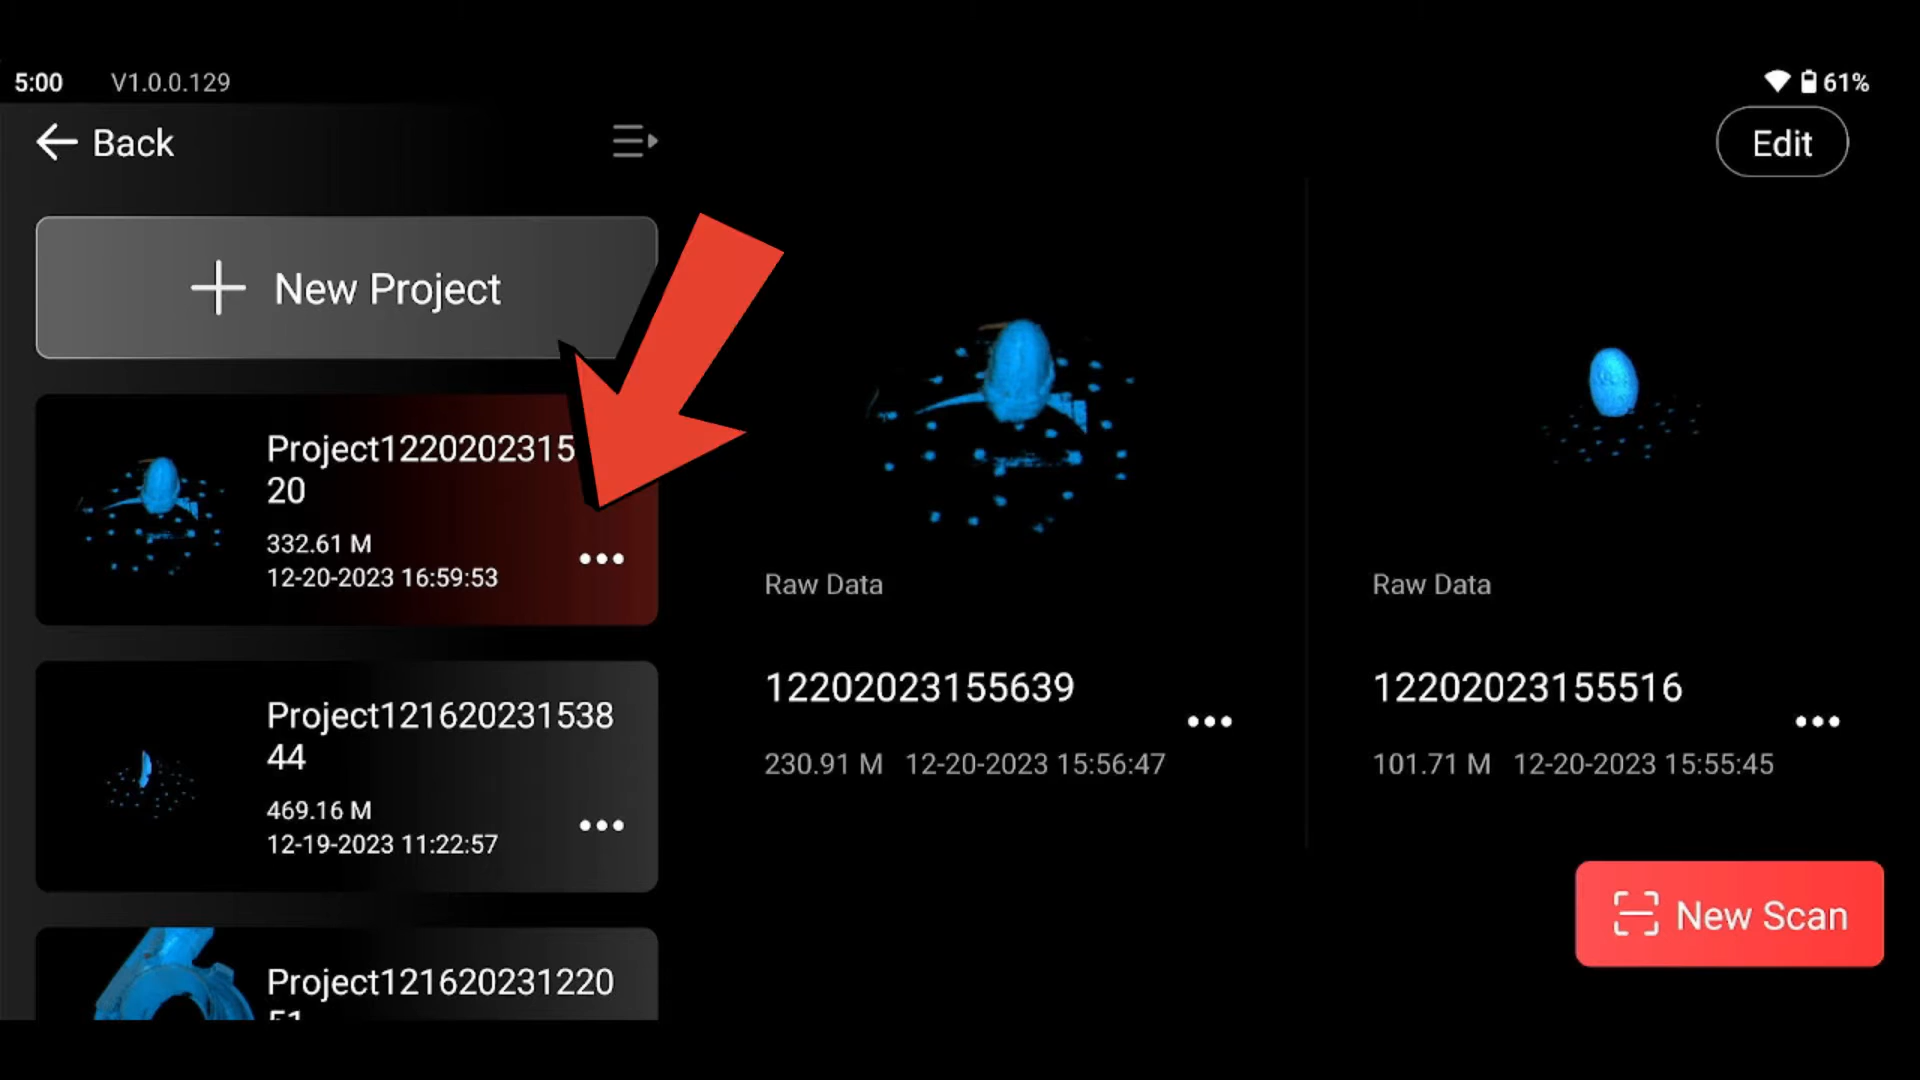 5:00 V1.0.0.129
61%
Back
Edit
New Project
Project1220202315
20
332.61 M
12-20-2023 16:59:53
Project121620231538
44
469.16 M
12-19-2023 11:22:57
Project121620231220
Raw Data
12202023155639
230.91 M 12-20-2023 15:56:47
Raw Data
12202023155516
101.71 M 12-20-2023 15:55:45
New Scan